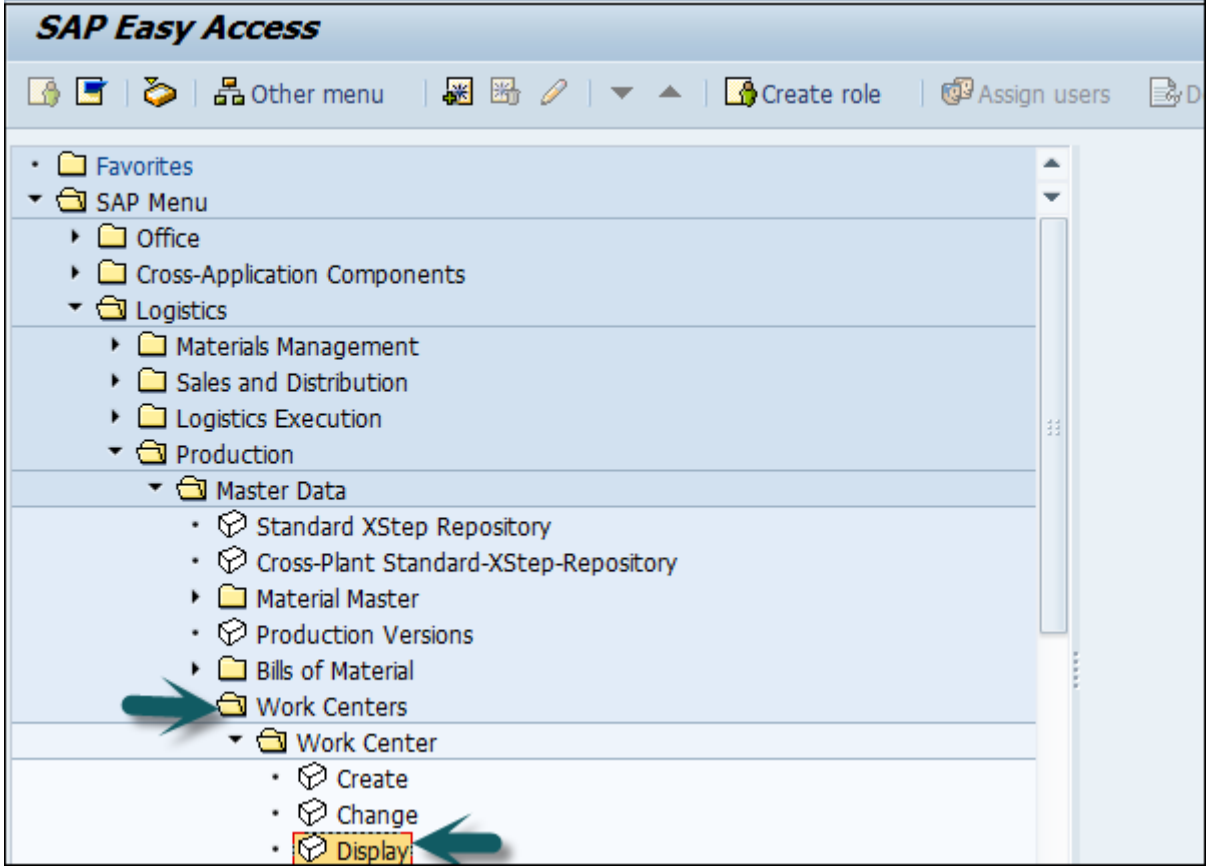 SAP Easy Access
Other menu Create role Assign users D
Favorites
SAP Menu
Office
Cross-Application Components
Logistics
Materials Management
Sales and Distribution
Logistics Execution
Production
Master Data
Standard XStep Repository
Cross-Plant Standard-XStep-Repository
Material Master
Production Versions
Bills of Material
Work Centers
Work Center
Create
Change
Display